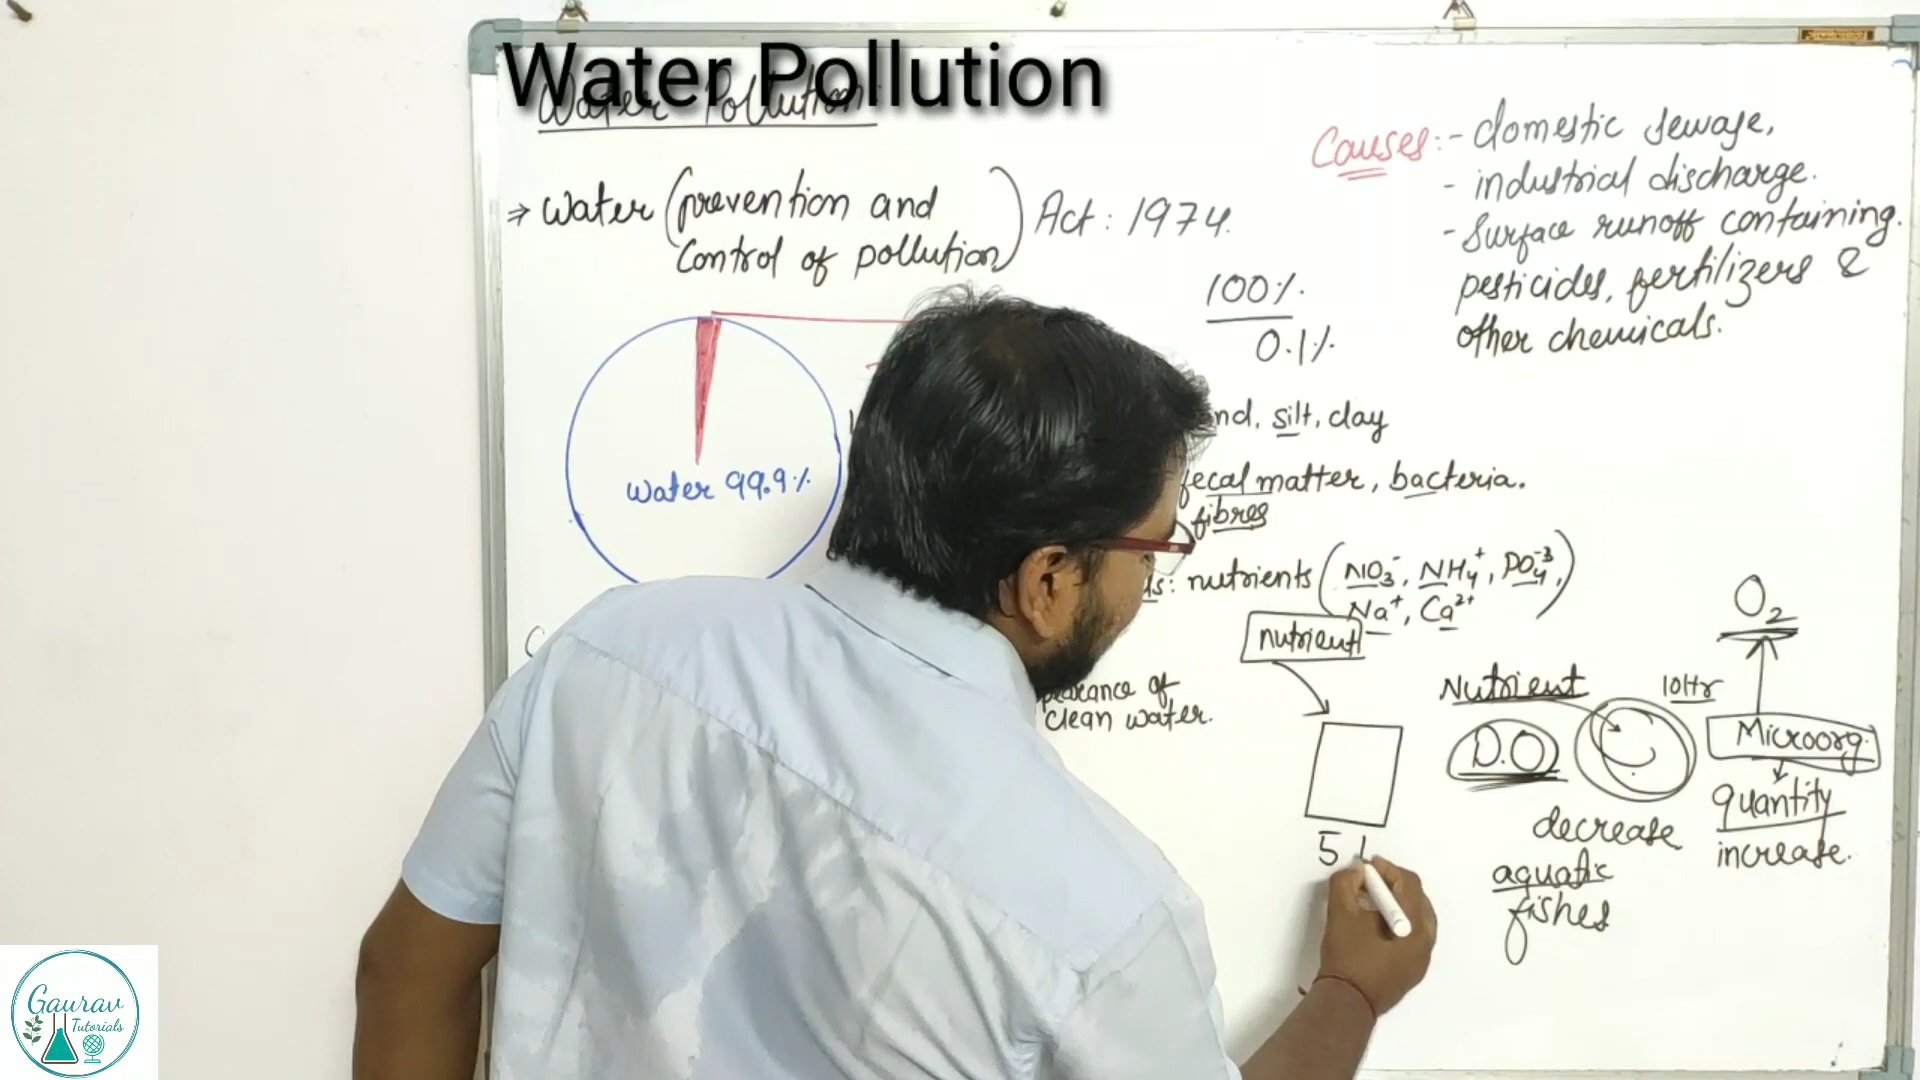 Water Pollution
Water Pollution
⇒ Water (prevention and
Control of pollution) Act : 1974.
Causes :- domestic sewage,
- industrial discharge.
- Surface runoff containing
pesticides, fertilizers &
other chemicals.
100%
0.1%
Water 99.9%
silt, clay
fecal matter, bacteria.
fibres
nutrients (NO3-, NH4+, PO4-3,
Na+, Ca2+)
nutrient
clean water.
of
5
Nutrient
D.O
decrease
aquatic
fishes
10Hr
O2
Microorg.
quantity
increase.
Gaurav
Tutorials